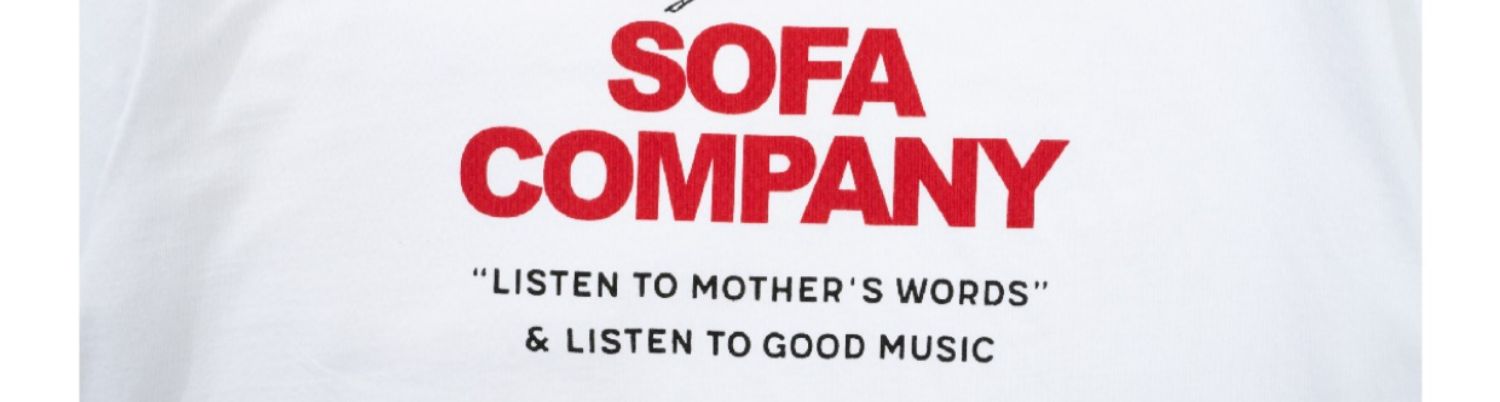 SOFA
COMPANY
"LISTEN TO MOTHER'S WORDS"
& LISTEN TO GOOD MUSIC